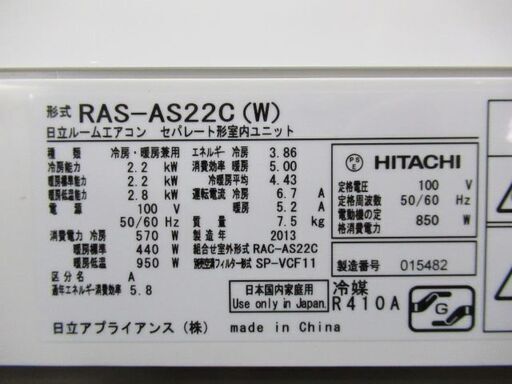 形式 RAS-AS22C(W)
日立ルームエアコン セパレート形室内ユニット
種類 冷房・暖房兼用
冷房能力 2.2 kW
暖房標準能力 2.2 kW
暖房低温能力 2.8 kW
電源 100 V
50/60 Hz
消費電力 冷房 570 W
暖房標準 440 W
暖房低温 950 W
区分名 A
通年エネルギー消費効率 5.8
エネルギー 冷房 3.86
消費効率 暖房 5.00
冷暖房平均 4.43
運転電流 冷房 6.7 A
暖房 5.2 A
質量 7.5 kg
製造年 2013
組合せ室外形式 RAC-AS22C
別売空清フィルター形式 SP-VCF11
PSE HITACHI
定格電圧 100 V
定格周波数 50/60 Hz
電動機の定格消費電力 850 W
製造番号 015482
日本国内家庭用
Use only in Japan.
冷媒
R410A
G
日立アプライアンス(株) made in China